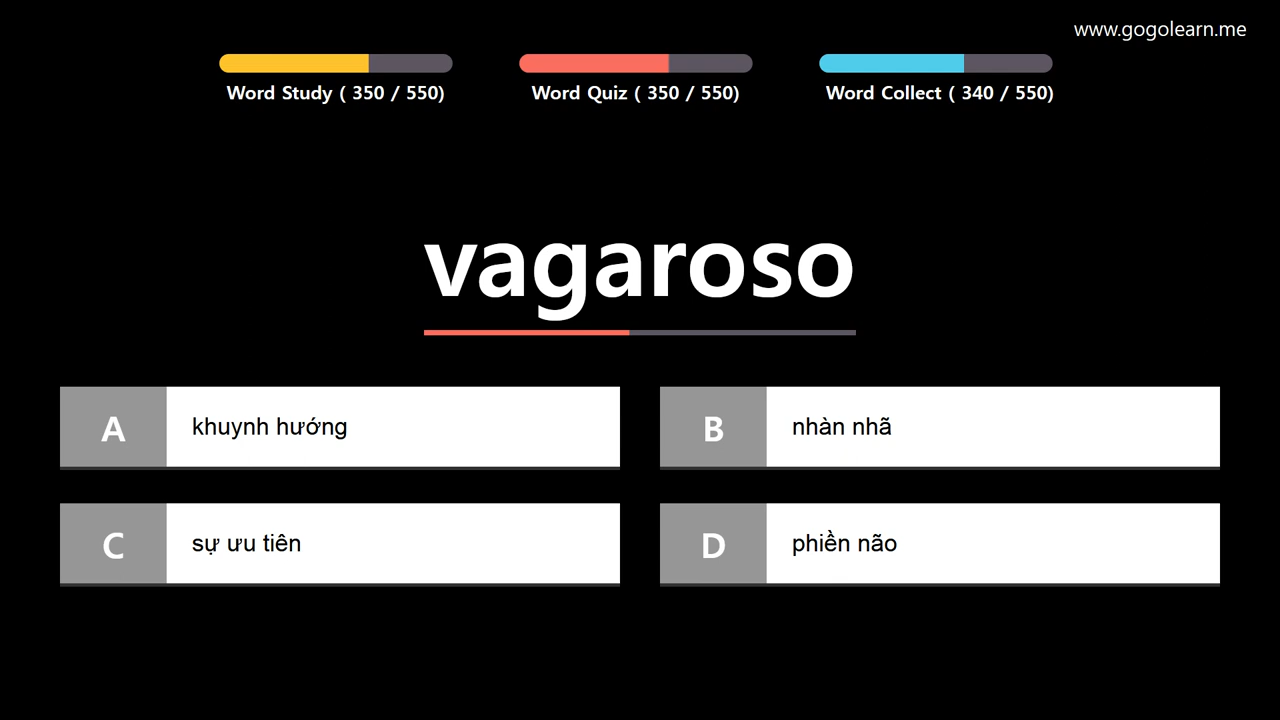 www.gogolearn.me
Word Study ( 350 / 550)
Word Quiz ( 350 / 550)
Word Collect ( 340 / 550)
vagaroso
A
khuynh hướng
B
nhàn nhã
C
sự ưu tiên
D
phiền não